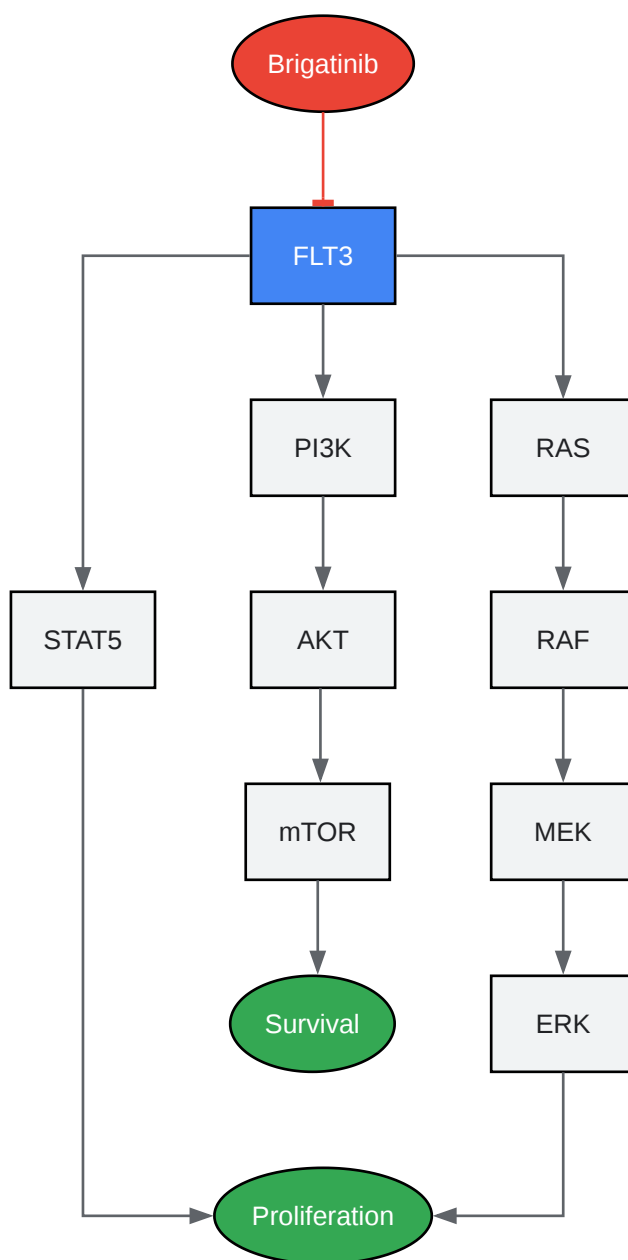 Brigatinib
FLT3
PI3K
RAS
STAT5
AKT
RAF
mTOR
MEK
Survival
ERK
Proliferation